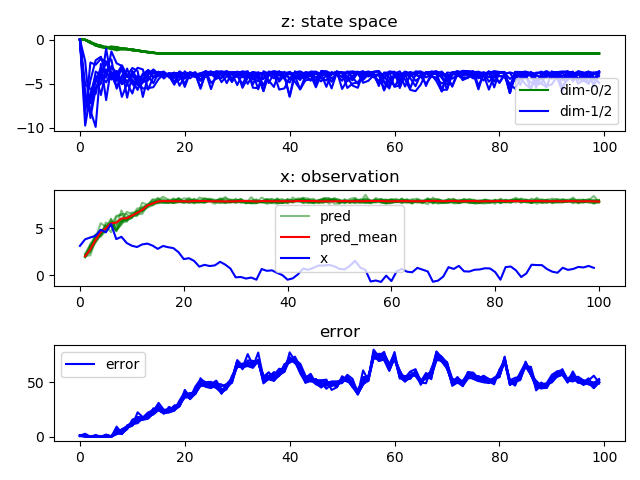 z: state space
0
−5
−10
dim-0/2
dim-1/2
0 20 40 60 80 100
x: observation
5
0
pred
pred_mean
x
0 20 40 60 80 100
error
50
0
error
0 20 40 60 80 100